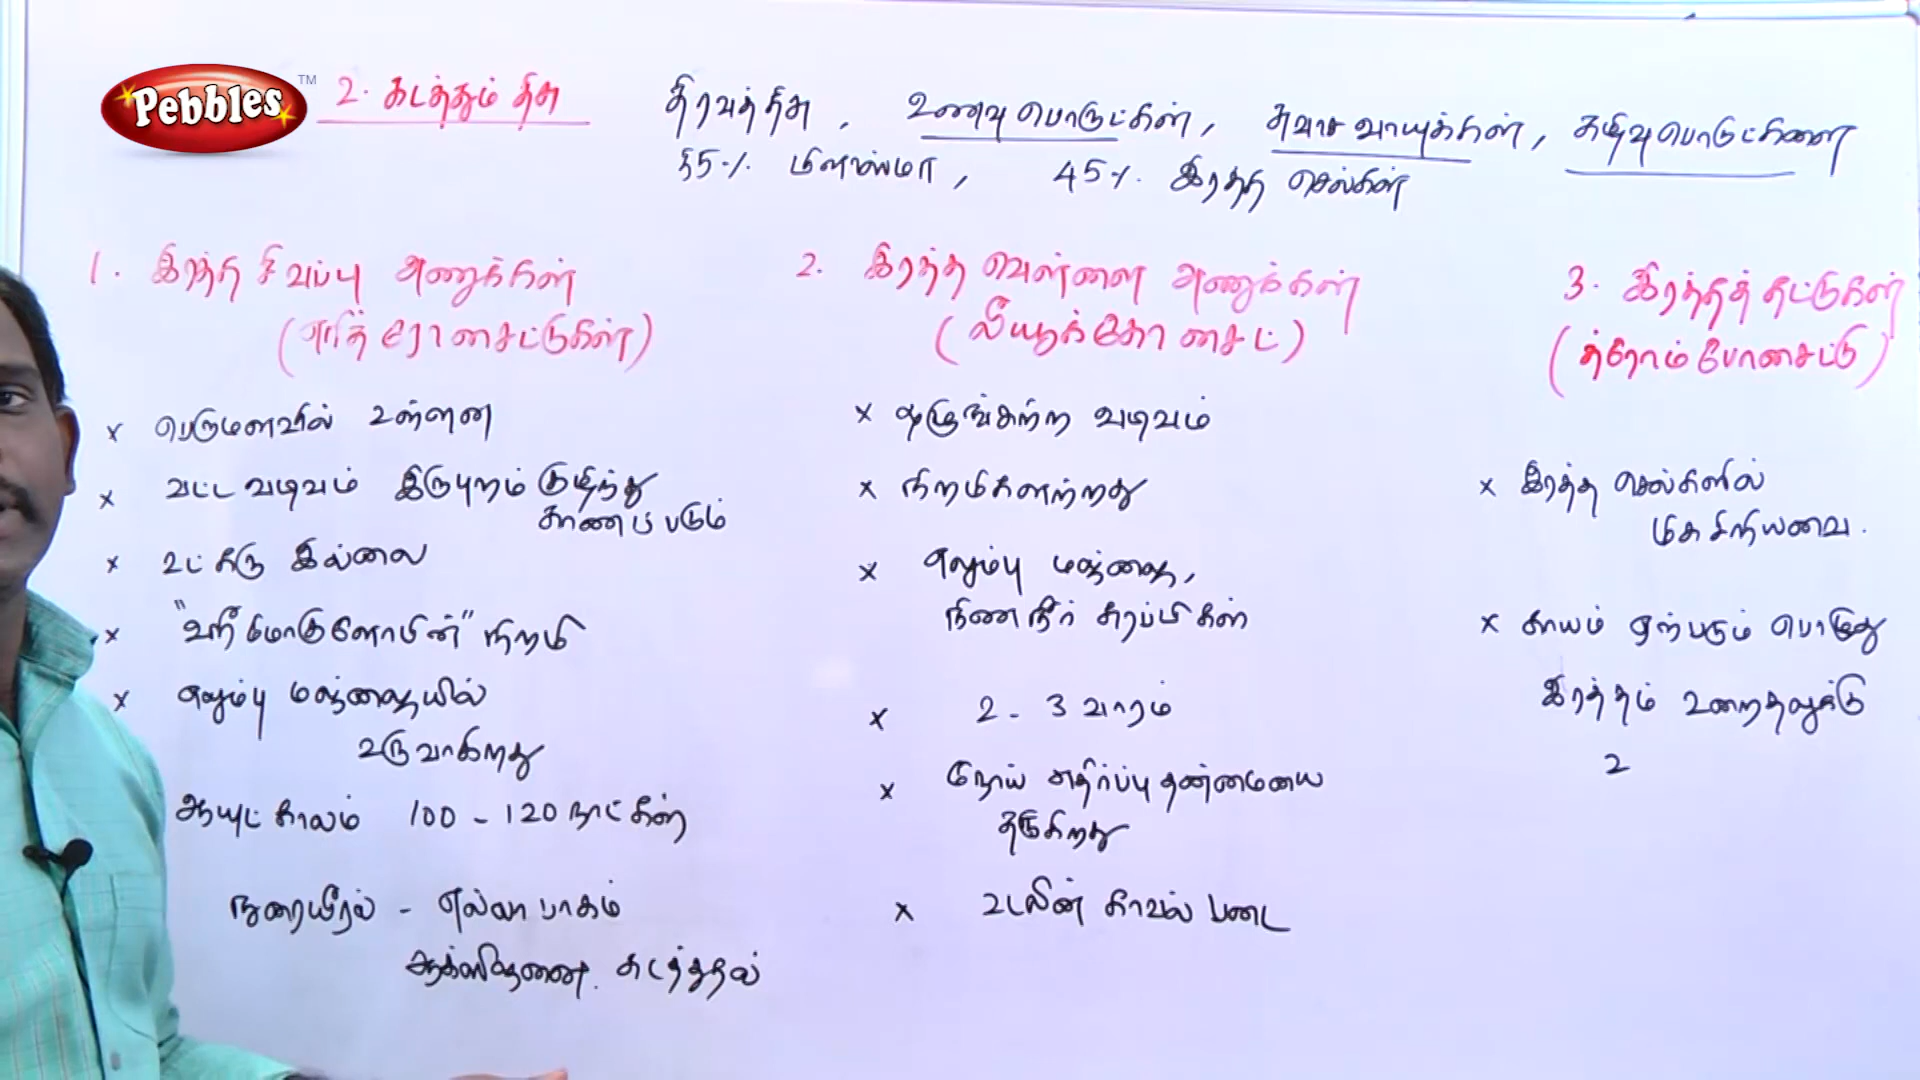 Pebbles™
2. கடத்தும் திசு
திரவத்திசு, உணவு பொருட்கள், சுவாச வாயுக்கள், கழிவு பொருட்களை
55% பிளாஸ்மா, 45% இரத்த செல்கள்
1. இரத்த சிவப்பு அணுக்கள்
(எரித்ரோசைட்டுகள்)
x பெருமளவில் உள்ளன
x வட்ட வடிவம் இருபுறம் குழிந்து
காணப்படும்
x உட்கரு இல்லை
x "ஹீமோகுளோபின்" நிறமி
x எலும்பு மஜ்ஜையில்
உருவாகிறது
ஆயுட்காலம் 100 - 120 நாட்கள்
நுரையீரல் - எல்லா பாகம்
ஆக்ஸிஜனை கடத்துதல்
2. இரத்த வெள்ளை அணுக்கள்
(லியூக்கோசைட்)
x ஒழுங்கற்ற வடிவம்
x நிறமிகளற்றது
x எலும்பு மஜ்ஜை,
நிணநீர் சுரப்பிகள்
x 2 - 3 வாரம்
x நோய் எதிர்ப்பு தன்மையை
தருகிறது
x உடலின் காவல் படை
3. இரத்தத் தட்டுகள்
(த்ரோம்போசைட்டு)
x இரத்த செல்களில்
மிக சிறியவை.
x காயம் ஏற்படும் பொழுது
இரத்தம் உறைதலுக்கு
உ